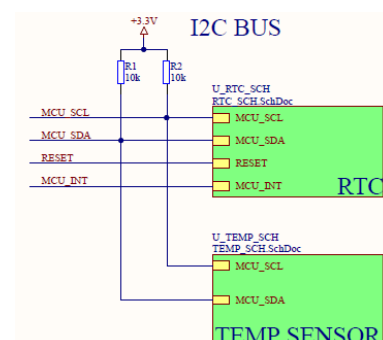 +3.3V
I2C BUS
R1
10k
R2
10k
U_RTC_SCH
RTC_SCH.SchDoc
MCU_SCL
MCU_SCL
MCU_SDA
MCU_SDA
RESET
RESET
MCU_INT
MCU_INT
RTC
U_TEMP_SCH
TEMP_SCH.SchDoc
MCU_SCL
MCU_SDA
TEMP SENSOR